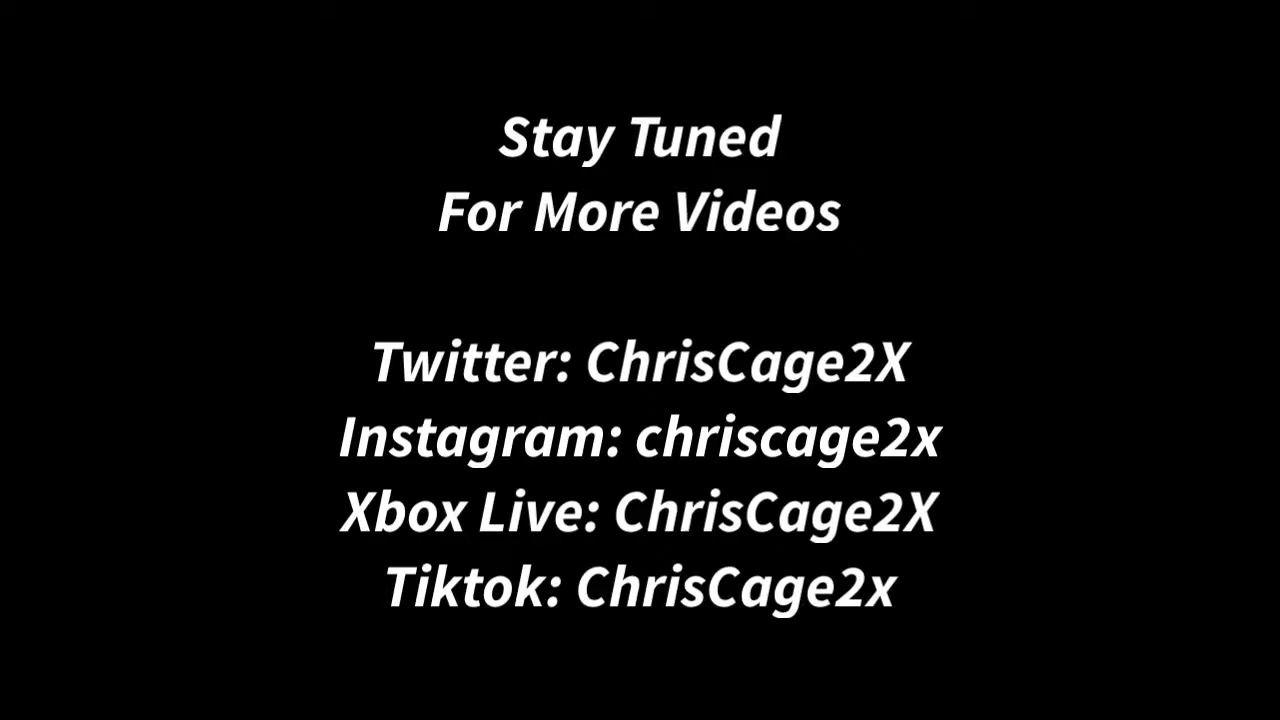 Stay Tuned
For More Videos
Twitter: ChrisCage2X
Instagram: chriscage2x
Xbox Live: ChrisCage2X
Tiktok: ChrisCage2x